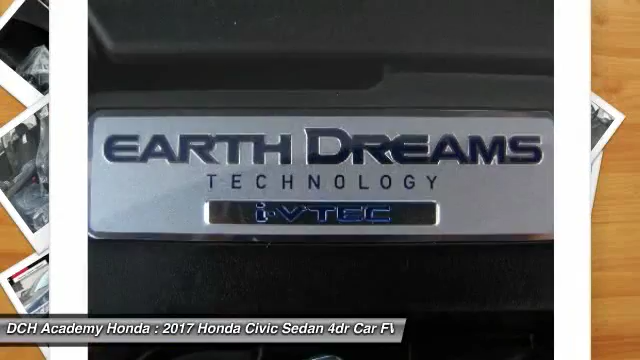 EARTH DREAMS
TECHNOLOGY
i-VTEC
DCH Academy Honda : 2017 Honda Civic Sedan 4dr Car